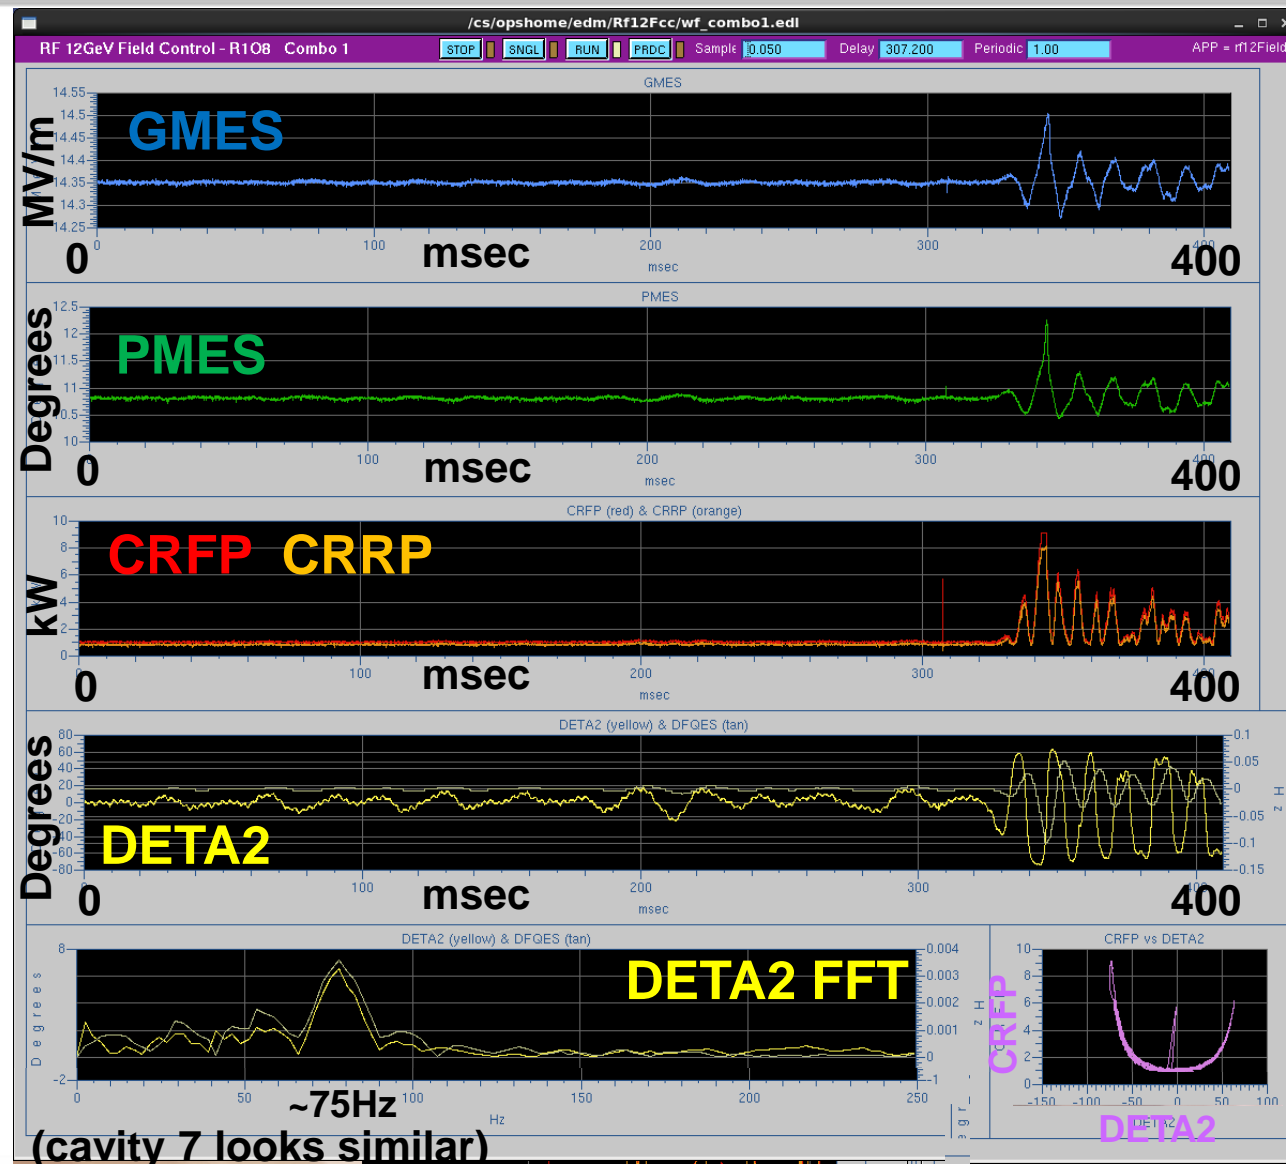 /cs/opshome/edm/Rf12Fcc/wf_combo1.edl
RF 12GeV Field Control - R1O8 Combo 1 STOP SNGL RUN PRDC Sample 0.050 Delay 307.200 Periodic 1.00 APP = rf12Field
GMES
GMES
MV/m
14.55
14.5
14.45
14.4
14.35
14.3
14.25
0 100 200 300 400
0 msec 400
msec
PMES
PMES
Degrees
12.5
12
11.5
11
10.5
10
100 200 300 400
0 msec 400
msec
CRFP (red) & CRRP (orange)
CRFP CRRP
kW
10
8
6
4
2
0
100 200 300 400
0 msec 400
msec
DETA2 (yellow) & DFQES (tan)
DETA2
Degrees
80
60
40
20
0
-20
-40
-60
-80
0.1
0.05
0
-0.05
-0.1
-0.15
Hz
0 100 200 300 400
0 msec 400
msec
DETA2 (yellow) & DFQES (tan)
DETA2 FFT
Degrees
8
-2
0.004
0.003
0.002
0.001
0
-1
Hz
0 50 100 150 200 250
~75Hz
Hz
(cavity 7 looks similar)
CRFP vs DETA2
CRFP
10
8
6
4
2
0
-150 -100 -50 0 50 100
DETA2
DETA2
egr